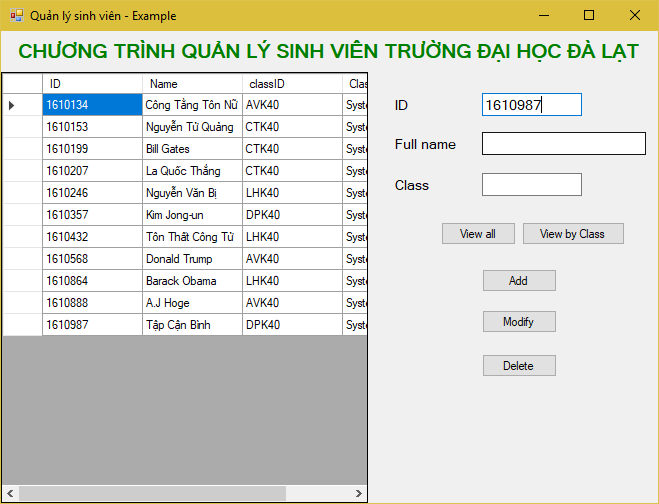 Quản lý sinh viên - Example
CHƯƠNG TRÌNH QUẢN LÝ SINH VIÊN TRƯỜNG ĐẠI HỌC ĐÀ LẠT
ID Name classID Clas
1610134 Công Tằng Tôn Nữ AVK40 Syste
1610153 Nguyễn Tử Quảng CTK40 Syste
1610199 Bill Gates CTK40 Syste
1610207 La Quốc Thắng CTK40 Syste
1610246 Nguyễn Văn Bị LHK40 Syste
1610357 Kim Jong-un DPK40 Syste
1610432 Tôn Thất Công Tử LHK40 Syste
1610568 Donald Trump AVK40 Syste
1610864 Barack Obama LHK40 Syste
1610888 A.J Hoge AVK40 Syste
1610987 Tập Cận Bình DPK40 Syste
ID 1610987
Full name
Class
View all View by Class
Add
Modify
Delete